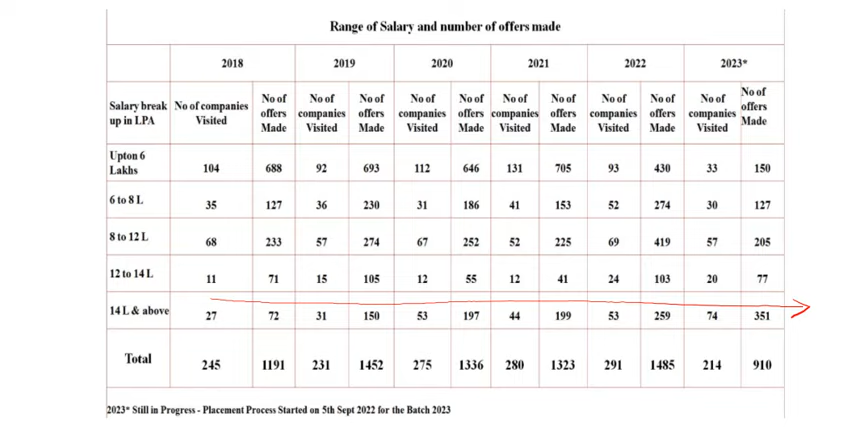 Range of Salary and number of offers made
2018 2019 2020 2021 2022 2023*
Salary break up in LPA No of companies Visited No of offers Made No of companies Visited No of offers Made No of companies Visited No of offers Made No of companies Visited No of offers Made No of companies Visited No of offers Made No of companies Visited No of offers Made
Upton 6 Lakhs 104 688 92 693 112 646 131 705 93 430 33 150
6 to 8 L 35 127 36 230 31 186 41 153 52 274 30 127
8 to 12 L 68 233 57 274 67 252 52 225 69 419 57 205
12 to 14 L 11 71 15 105 12 55 12 41 24 103 20 77
14 L & above 27 72 31 150 53 197 44 199 53 259 74 351
Total 245 1191 231 1452 275 1336 280 1323 291 1485 214 910
2023* Still in Progress - Placement Process Started on 5th Sept 2022 for the Batch 2023